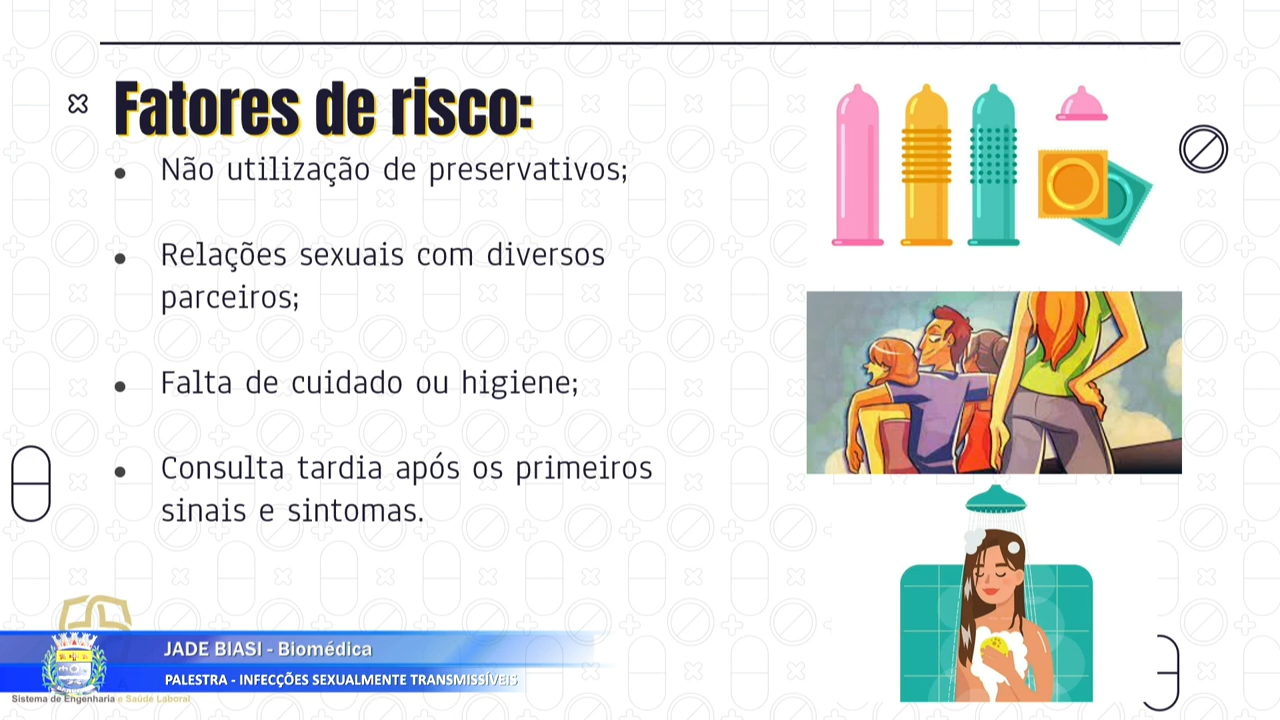 Fatores de risco:
Não utilização de preservativos;
Relações sexuais com diversos
parceiros;
Falta de cuidado ou higiene;
Consulta tardia após os primeiros
sinais e sintomas.
JADE BIASI - Biomédica
PALESTRA - INFECÇÕES SEXUALMENTE TRANSMISSÍVEIS
Sistema de Engenharia e Saúde Laboral